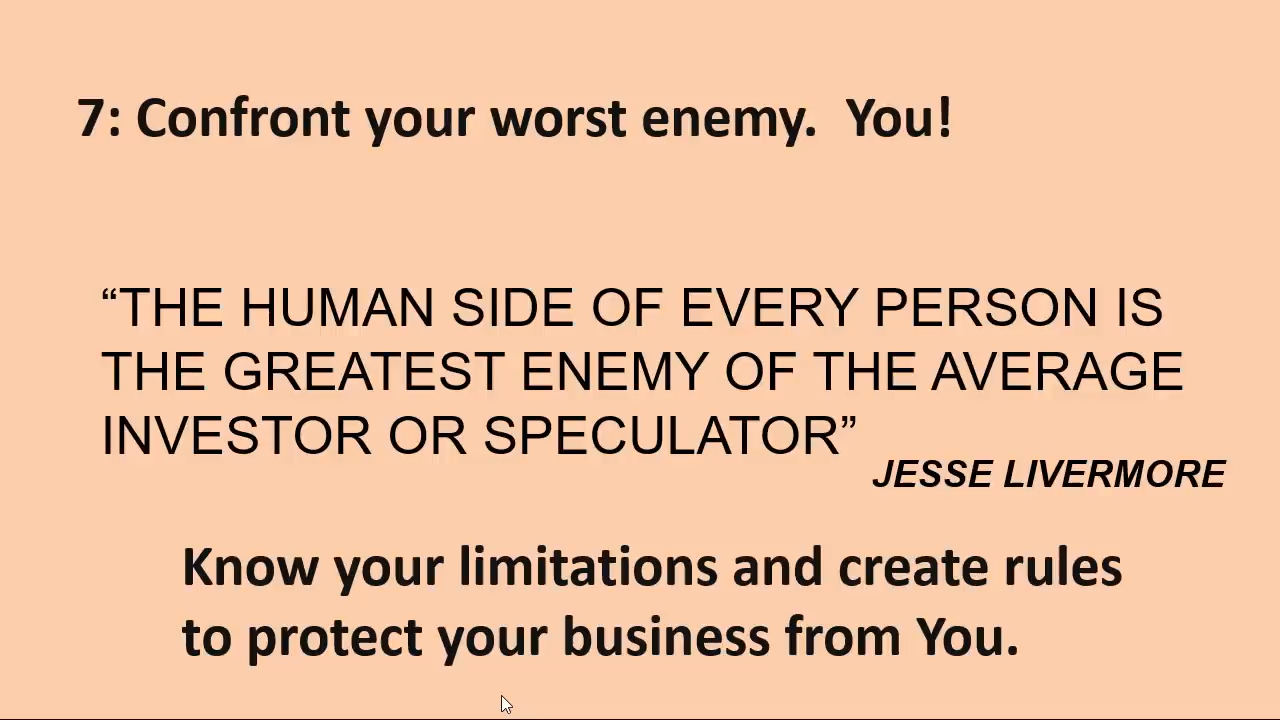 7: Confront your worst enemy.  You!
“THE HUMAN SIDE OF EVERY PERSON IS
THE GREATEST ENEMY OF THE AVERAGE
INVESTOR OR SPECULATOR”
JESSE LIVERMORE
Know your limitations and create rules
to protect your business from You.